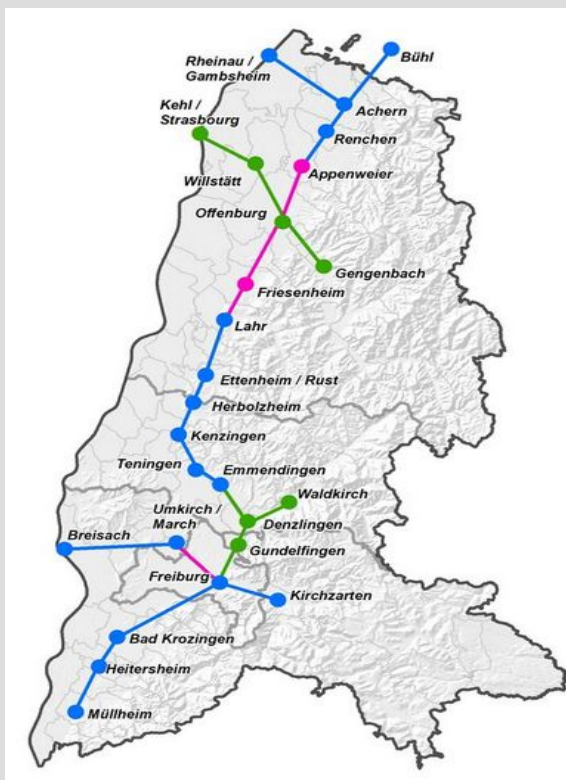 Rheinau /
Gambsheim
Bühl
Kehl /
Strasbourg
Achern
Renchen
Appenweier
Willstätt
Offenburg
Gengenbach
Friesenheim
Lahr
Ettenheim / Rust
Herbolzheim
Kenzingen
Teningen
Emmendingen
Waldkirch
Umkirch /
March
Denzlingen
Breisach
Gundelfingen
Freiburg
Kirchzarten
Bad Krozingen
Heitersheim
Müllheim